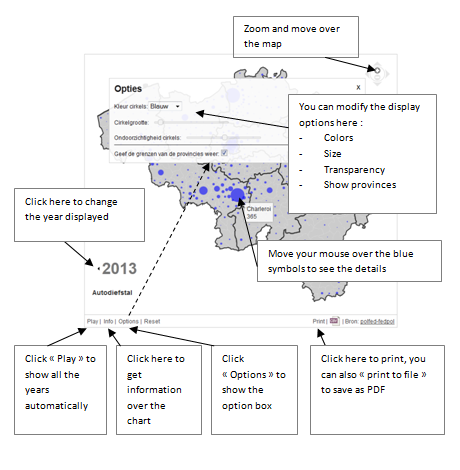 Zoom and move over
the map
Opties
x
Kleur cirkels: Blauw
Cirkelgrootte:
Ondoorzichtigheid cirkels:
Geef de grenzen van de provincies weer:
You can modify the display
options here :
- Colors
- Size
- Transparency
- Show provinces
Click here to change
the year displayed
Charleroi
365
Move your mouse over the blue
symbols to see the details
2013
Autodiefstal
Play | Info | Options | Reset
Print | | Bron: polfed-fedpol
Click « Play » to
show all the
years
automatically
Click here to
get
information
over the
chart
Click
« Options » to
show the
option box
Click here to print, you
can also « print to file »
to save as PDF